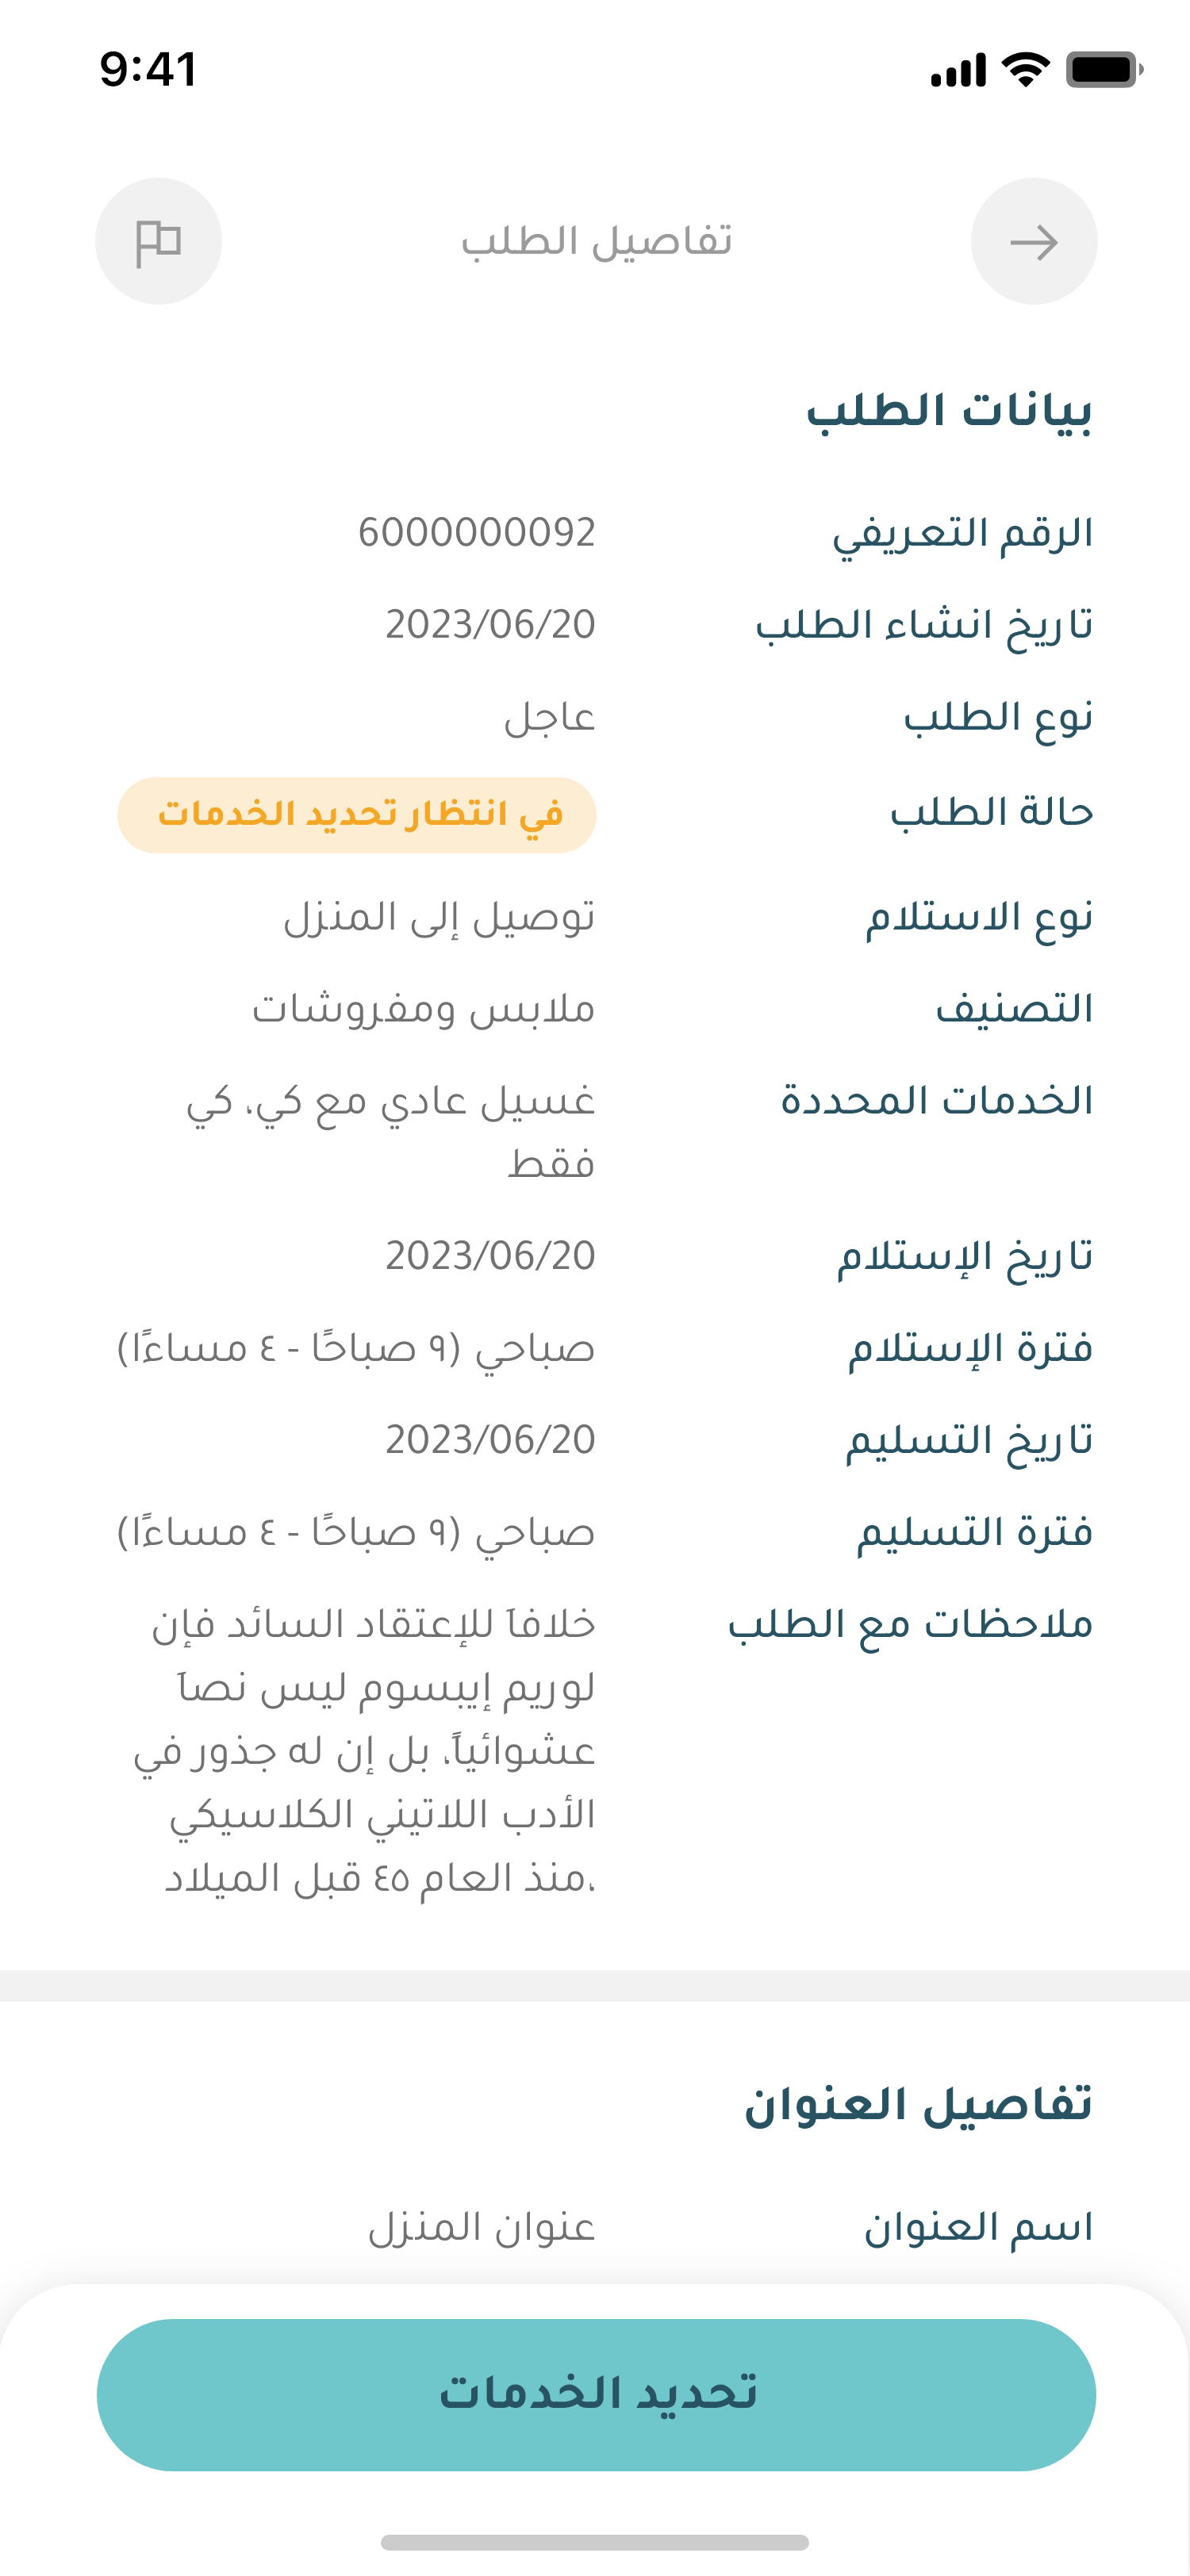 9:41
تفاصيل الطلب
بيانات الطلب
الرقم التعريفي 6000000092
تاريخ انشاء الطلب 2023/06/20
نوع الطلب عاجل
حالة الطلب في انتظار تحديد الخدمات
نوع الاستلام توصيل إلى المنزل
التصنيف ملابس ومفروشات
الخدمات المحددة غسيل عادي مع كي، كي
فقط
تاريخ الإستلام 2023/06/20
فترة الإستلام صباحي (٩ صباحًا - ٤ مساءًا)
تاريخ التسليم 2023/06/20
فترة التسليم صباحي (٩ صباحًا - ٤ مساءًا)
ملاحظات مع الطلب خلافاَ للإعتقاد السائد فإن
لوريم إيبسوم ليس نصاَ
عشوائياً، بل إن له جذور في
الأدب اللاتيني الكلاسيكي
،منذ العام ٤٥ قبل الميلاد
تفاصيل العنوان
اسم العنوان عنوان المنزل
تحديد الخدمات